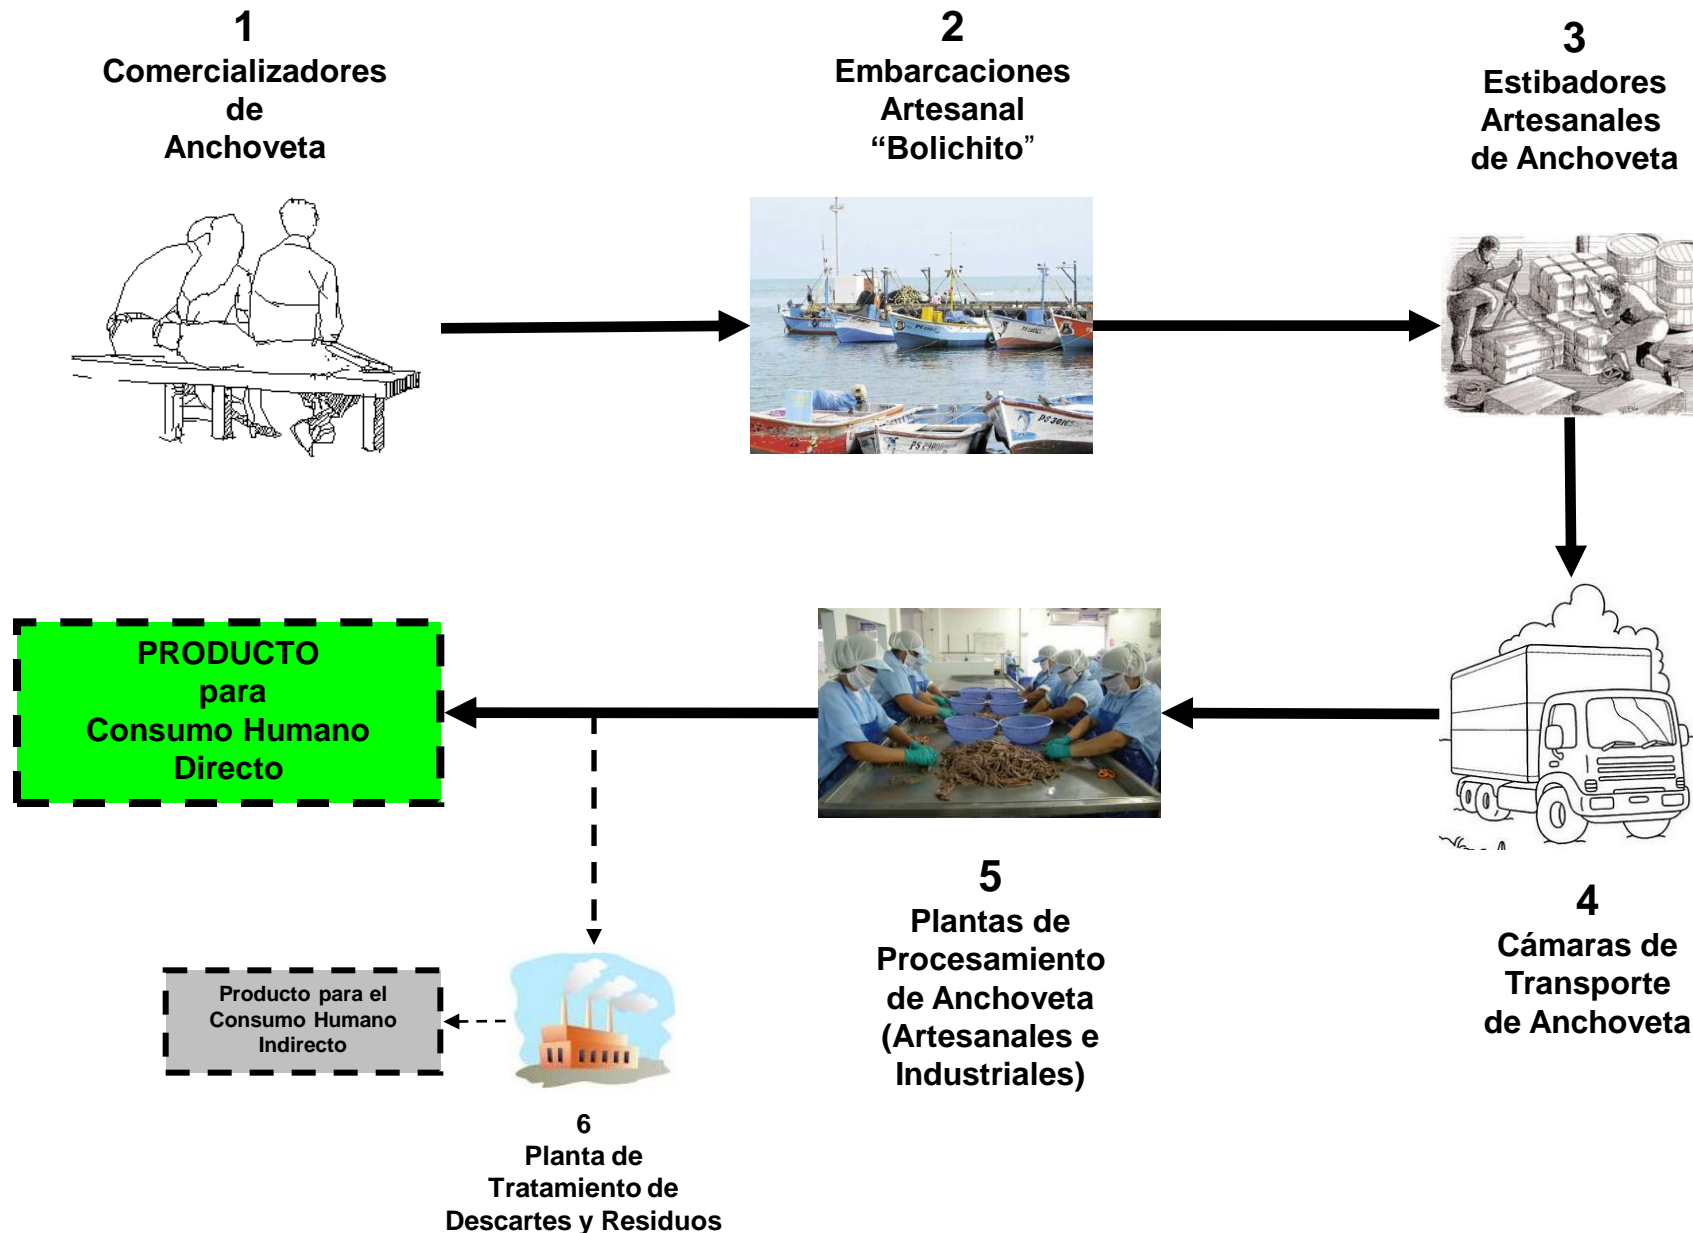 1
Comercializadores
de
Anchoveta
2
Embarcaciones
Artesanal
“Bolichito”
3
Estibadores
Artesanales
de Anchoveta
PRODUCTO
para
Consumo Humano
Directo
5
Plantas de
Procesamiento
de Anchoveta
(Artesanales e
Industriales)
4
Cámaras de
Transporte
de Anchoveta
Producto para el
Consumo Humano
Indirecto
6
Planta de
Tratamiento de
Descartes y Residuos